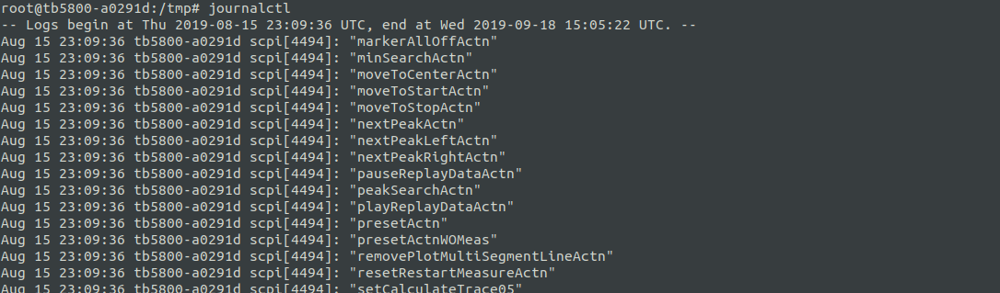 root@tb5800-a0291d:/tmp# journalctl
-- Logs begin at Thu 2019-08-15 23:09:36 UTC, end at Wed 2019-09-18 15:05:22 UTC. --
Aug 15 23:09:36 tb5800-a0291d scpi[4494]: "markerAllOffActn"
Aug 15 23:09:36 tb5800-a0291d scpi[4494]: "minSearchActn"
Aug 15 23:09:36 tb5800-a0291d scpi[4494]: "moveToCenterActn"
Aug 15 23:09:36 tb5800-a0291d scpi[4494]: "moveToStartActn"
Aug 15 23:09:36 tb5800-a0291d scpi[4494]: "moveToStopActn"
Aug 15 23:09:36 tb5800-a0291d scpi[4494]: "nextPeakActn"
Aug 15 23:09:36 tb5800-a0291d scpi[4494]: "nextPeakLeftActn"
Aug 15 23:09:36 tb5800-a0291d scpi[4494]: "nextPeakRightActn"
Aug 15 23:09:36 tb5800-a0291d scpi[4494]: "pauseReplayDataActn"
Aug 15 23:09:36 tb5800-a0291d scpi[4494]: "peakSearchActn"
Aug 15 23:09:36 tb5800-a0291d scpi[4494]: "playReplayDataActn"
Aug 15 23:09:36 tb5800-a0291d scpi[4494]: "presetActn"
Aug 15 23:09:36 tb5800-a0291d scpi[4494]: "presetActnWOMeas"
Aug 15 23:09:36 tb5800-a0291d scpi[4494]: "removePlotMultiSegmentLineActn"
Aug 15 23:09:36 tb5800-a0291d scpi[4494]: "resetRestartMeasureActn"
Aug 15 23:09:36 tb5800-a0291d scpi[4494]: "setCalculateTrace05"